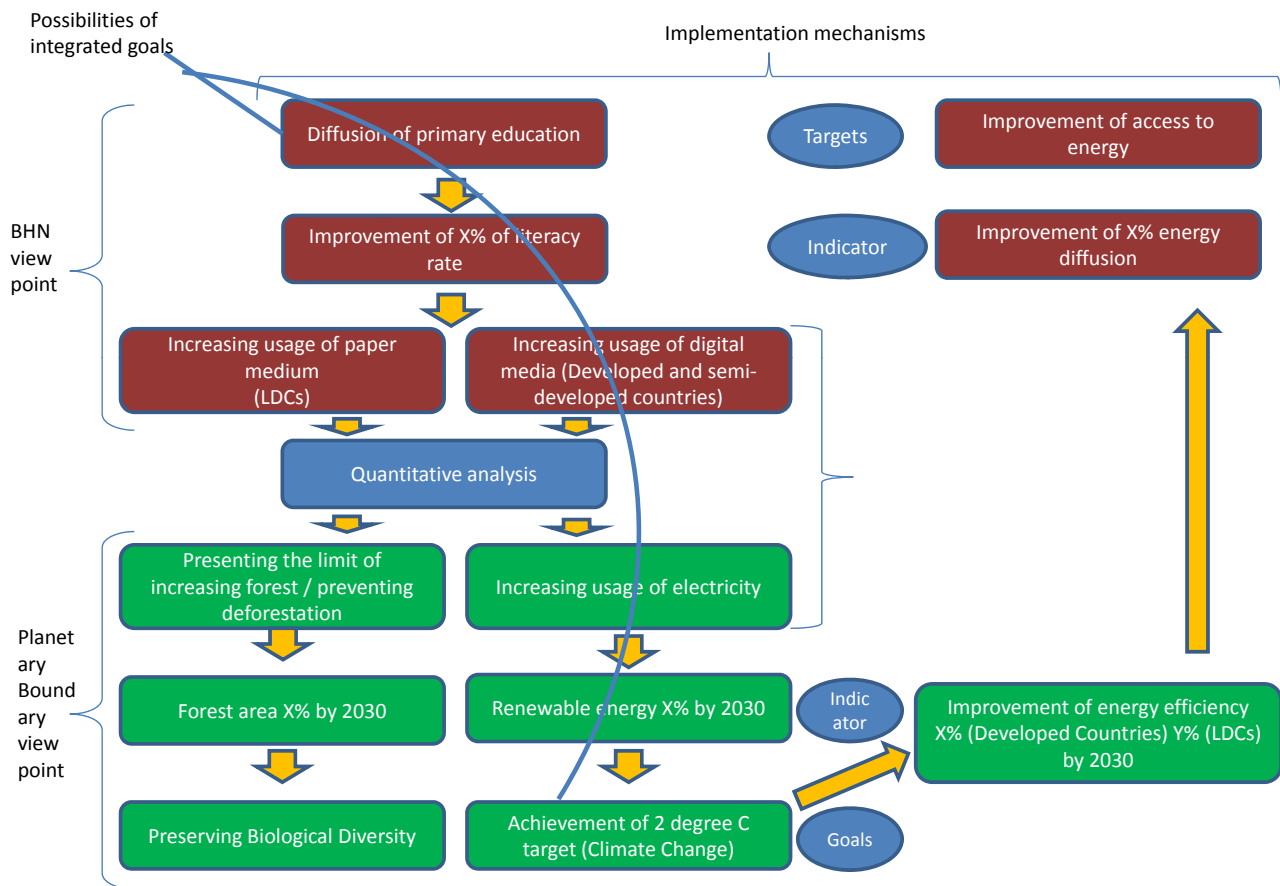 Possibilities of
integrated goals
Implementation mechanisms
Diffusion of primary education
Targets
Improvement of access to
energy
BHN
view
point
Improvement of X% of literacy
rate
Indicator
Improvement of X% energy
diffusion
Increasing usage of paper
medium
(LDCs)
Increasing usage of digital
media (Developed and semi-
developed countries)
Quantitative analysis
Presenting the limit of
increasing forest / preventing
deforestation
Increasing usage of electricity
Planet
ary
Bound
ary
view
point
Forest area X% by 2030
Renewable energy X% by 2030
Indic
ator
Improvement of energy efficiency
X% (Developed Countries) Y% (LDCs)
by 2030
Preserving Biological Diversity
Achievement of 2 degree C
target (Climate Change)
Goals